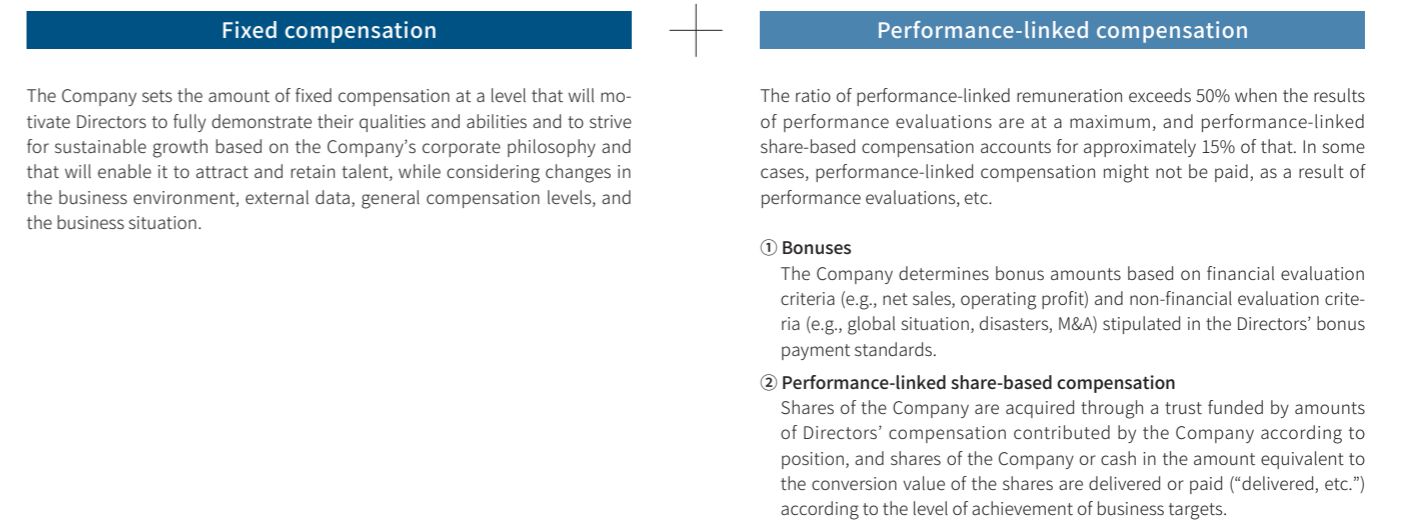 Fixed compensation
The Company sets the amount of fixed compensation at a level that will mo-
tivate Directors to fully demonstrate their qualities and abilities and to strive
for sustainable growth based on the Company's corporate philosophy and
that will enable it to attract and retain talent, while considering changes in
the business environment, external data, general compensation levels, and
the business situation.
Performance-linked compensation
The ratio of performance-linked remuneration exceeds 50% when the results
of performance evaluations are at a maximum, and performance-linked
share-based compensation accounts for approximately 15% of that. In some
cases, performance-linked compensation might not be paid, as a result of
performance evaluations, etc.
① Bonuses
The Company determines bonus amounts based on financial evaluation
criteria (e.g., net sales, operating profit) and non-financial evaluation crite-
ria (e.g., global situation, disasters, M&A) stipulated in the Directors' bonus
payment standards.
② Performance-linked share-based compensation
Shares of the Company are acquired through a trust funded by amounts
of Directors' compensation contributed by the Company according to
position, and shares of the Company or cash in the amount equivalent to
the conversion value of the shares are delivered or paid ("delivered, etc.")
according to the level of achievement of business targets.